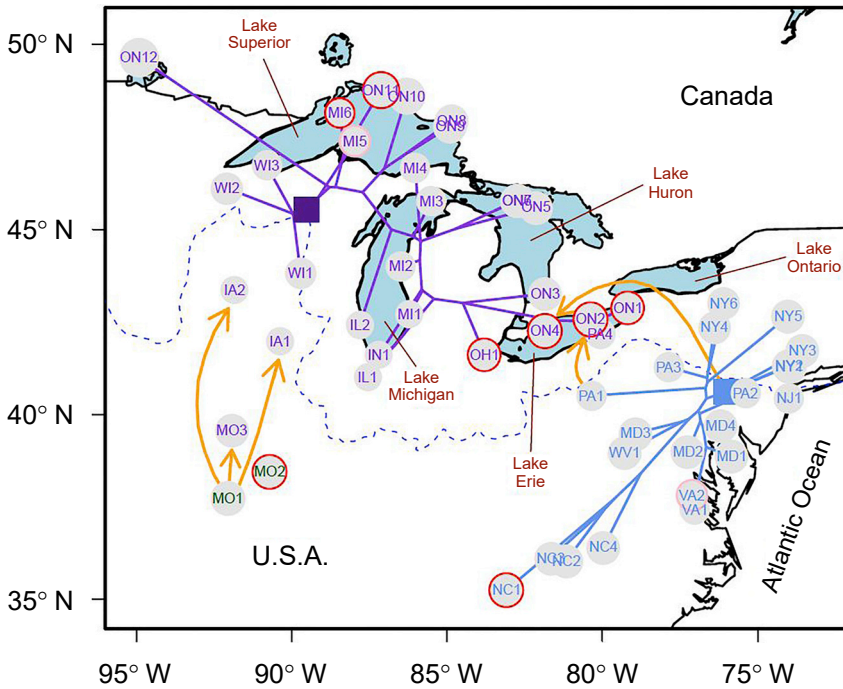 50° N
45° N
40° N
35° N
95° W
90° W
85° W
80° W
75° W
Lake
Superior
Canada
Lake
Huron
Lake
Ontario
Lake
Michigan
Lake
Erie
U.S.A.
Atlantic Ocean
ON12
ON11
ON10
MI6
MI5
ON8
ON9
WI3
WI2
MI4
MI3
ON5
WI1
MI2
IA2
IA1
IL2
MI1
IN1
IL1
OH1
ON3
ON4
ON2
ON1
PA4
NY6
NY4
NY5
NY3
NY1
PA3
PA1
PA2
NJ1
MO3
MO2
MO1
MD3
WV1
MD4
MD2
MD1
VA2
VA1
NC4
NC3
NC2
NC1